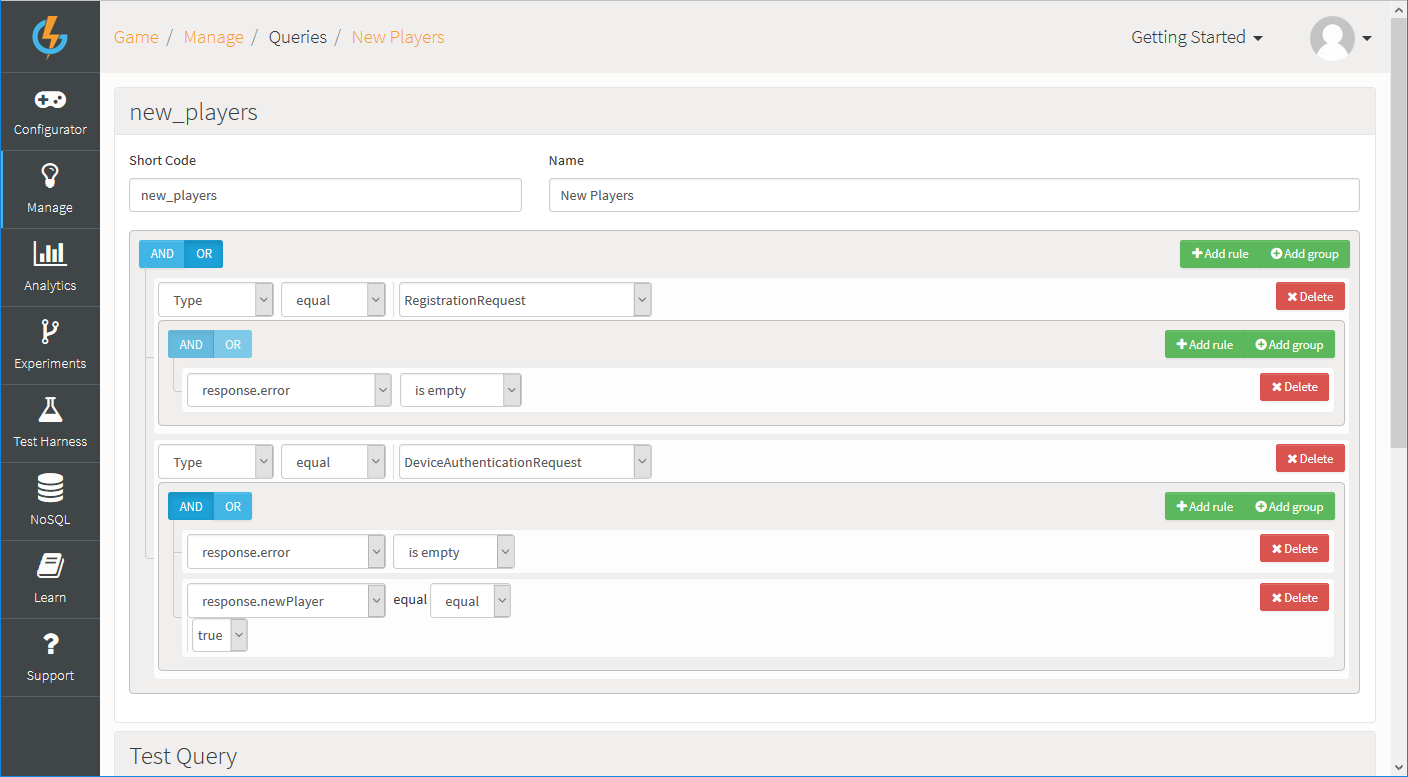 Game / Manage / Queries / New Players Getting Started
Configurator
Manage
Analytics
Experiments
Test Harness
NoSQL
Learn
Support
new_players
Short Code Name
new_players New Players
AND OR Add rule Add group
Type equal RegistrationRequest Delete
AND OR Add rule Add group
response.error is empty Delete
Type equal DeviceAuthenticationRequest Delete
AND OR Add rule Add group
response.error is empty Delete
response.newPlayer equal equal Delete
true
Test Query